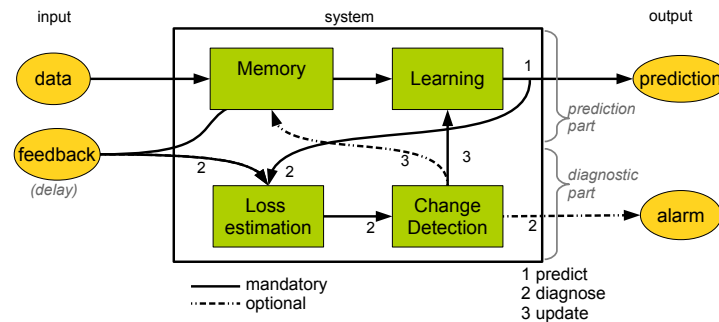 input
system
output
data
Memory
Learning
1
prediction
prediction
part
feedback
(delay)
2
2
3
3
diagnostic
part
Loss
estimation
2
Change
Detection
2
alarm
mandatory
optional
1 predict
2 diagnose
3 update